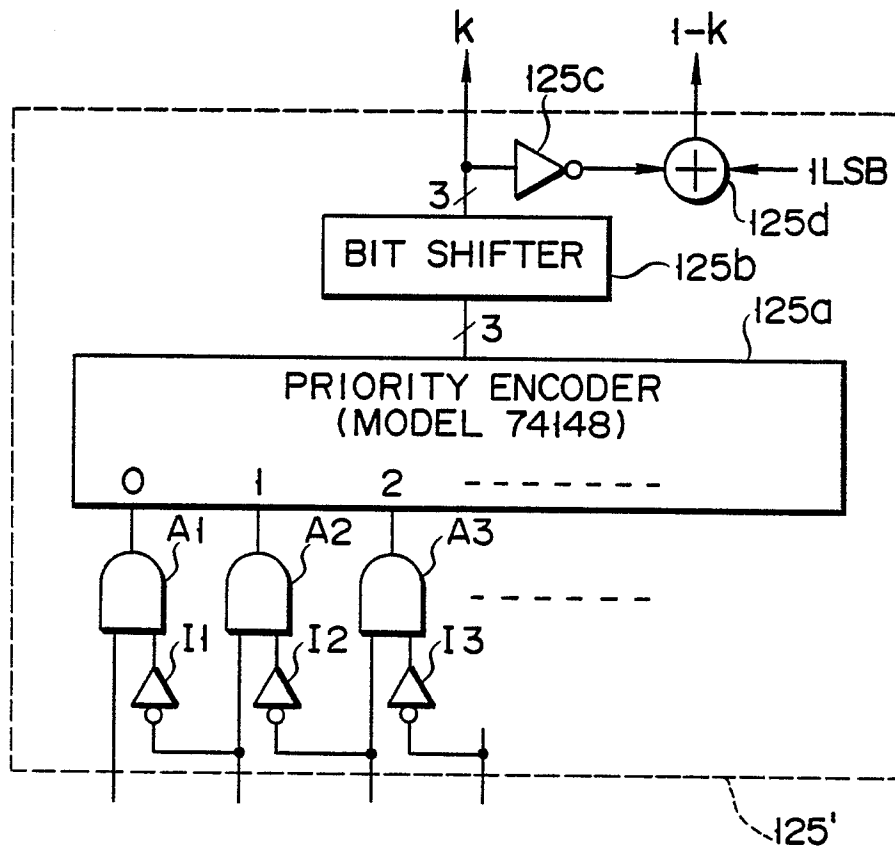 k
1-k
125c
1LSB
3
125d
BIT SHIFTER
125b
3
125a
PRIORITY ENCODER
(MODEL 74148)
0 1 2
A1 A2 A3
I1 I2 I3
125'